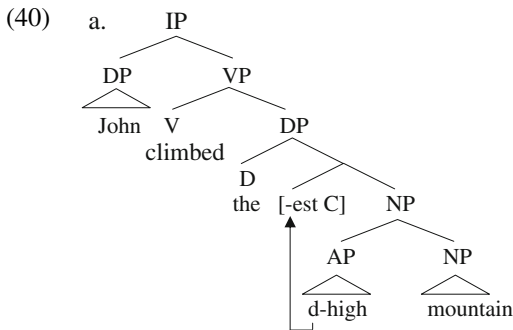 (40) a. IP
DP VP
John V DP
climbed
D
the [-est C] NP
AP NP
d-high mountain